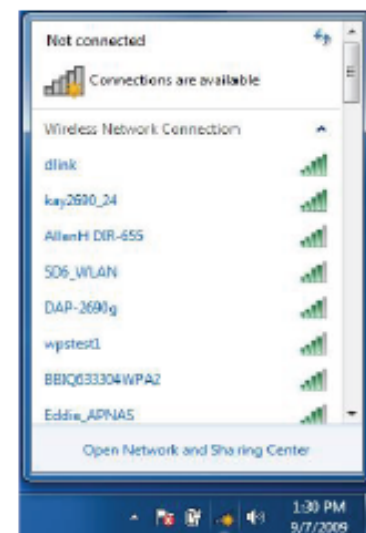 Not connected
Connections are available
Wireless Network Connection
dlink
kay2690_24
AllenH DIR-655
SD6_WLAN
DAP-2690g
wpstest1
BBIQ633304WPA2
Eddie_APNAS
Open Network and Sharing Center
1:30 PM
9/7/2009